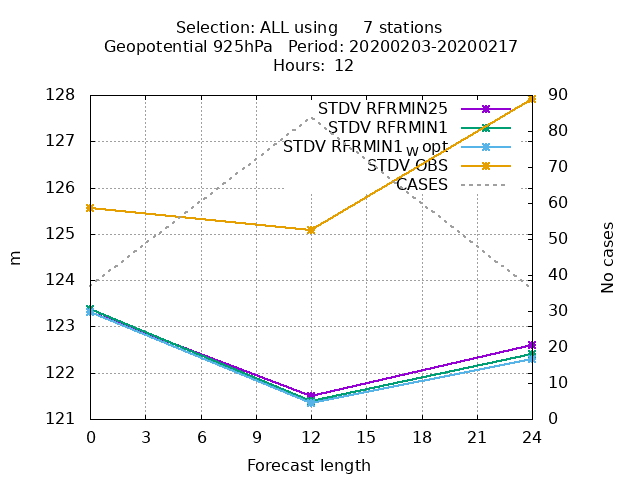 Selection: ALL using 7 stations
Geopotential 925hPa Period: 20200203-20200217
Hours: 12
128
127
126
125
124
123
122
121
m
90
80
70
60
50
40
30
20
10
0
No cases
STDV RFRMIN25
STDV RFRMIN1
STDV RFRMIN1wopt
STDV OBS
CASES
0 3 6 9 12 15 18 21 24
Forecast length